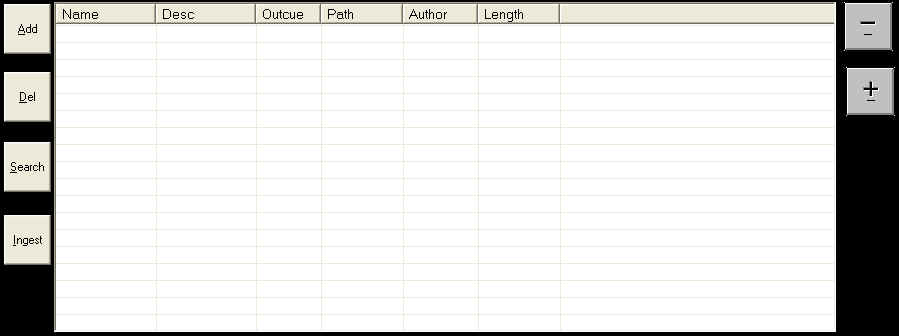 Add
Name Desc Outcue Path Author Length
−
Del
+
Search
Ingest